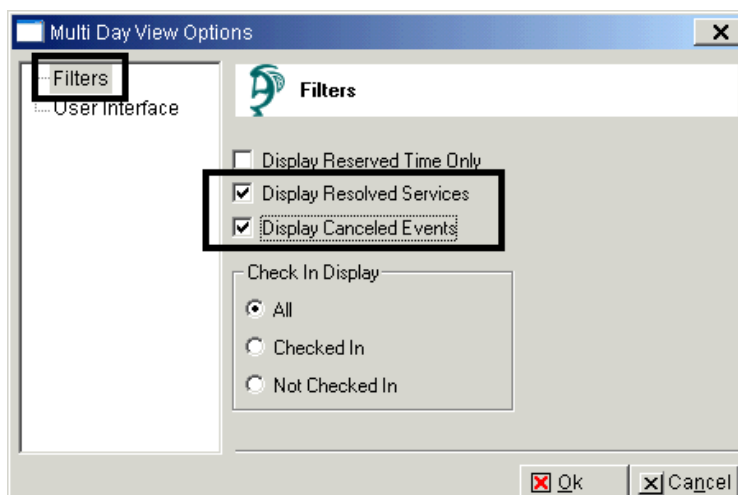 Multi Day View Options
Filters
User Interface
Filters
Display Reserved Time Only
Display Resolved Services
Display Canceled Events
Check In Display
All
Checked In
Not Checked In
Ok
Cancel